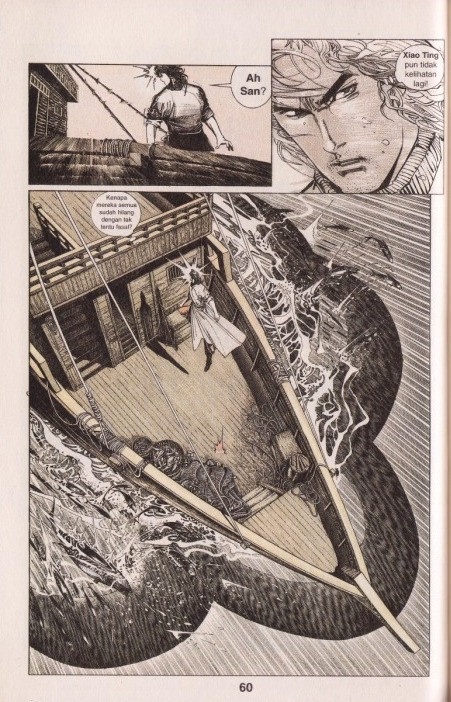 Ah
San?
Xiao Ting
pun tidak
kelihatan
lagi!
Kenapa
mereka semua
sudah hilang
dengan tak
tentu fasal?
60